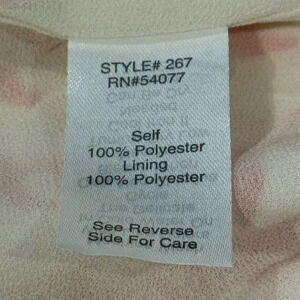 STYLE# 267
RN#54077
Self
100% Polyester
Lining
100% Polyester
See Reverse
Side For Care